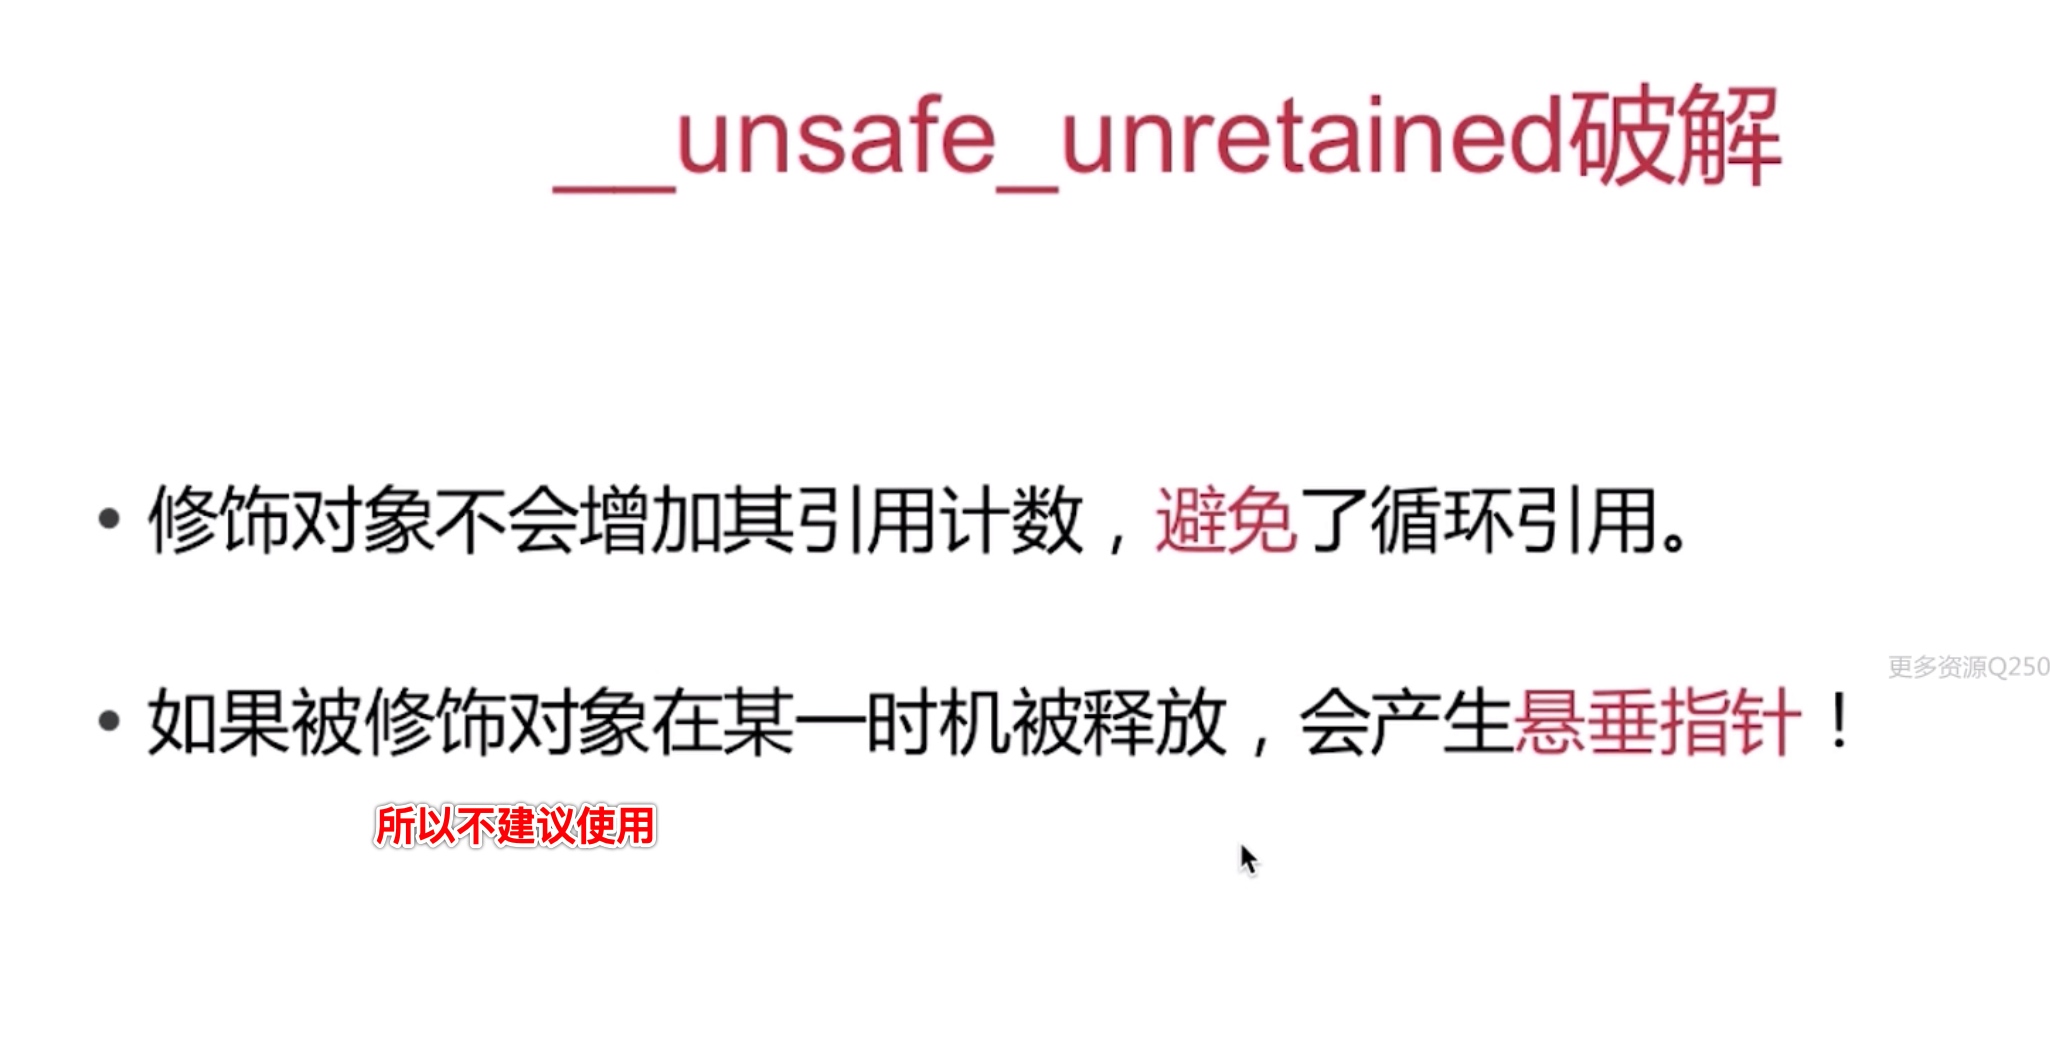 __unsafe_unretained破解
• 修饰对象不会增加其引用计数，避免了循环引用。
更多资源Q250
• 如果被修饰对象在某一时机被释放，会产生悬垂指针！
所以不建议使用